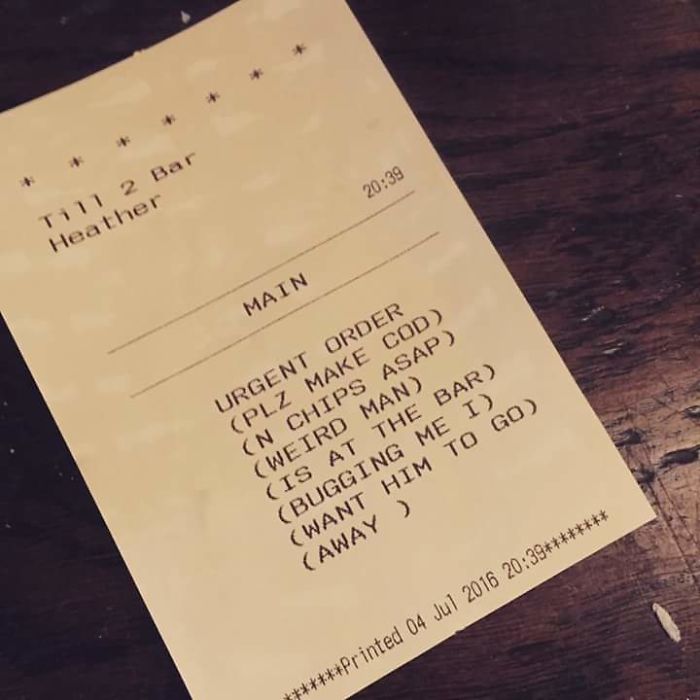 * * * * * * *
Till 2 Bar
Heather 20:39
MAIN
URGENT ORDER
(PLZ MAKE COD)
(N CHIPS ASAP)
(WEIRD MAN)
(IS AT THE BAR)
(BUGGING ME I)
(WANT HIM TO GO)
(AWAY )
*******Printed 04 Jul 2016 20:39********